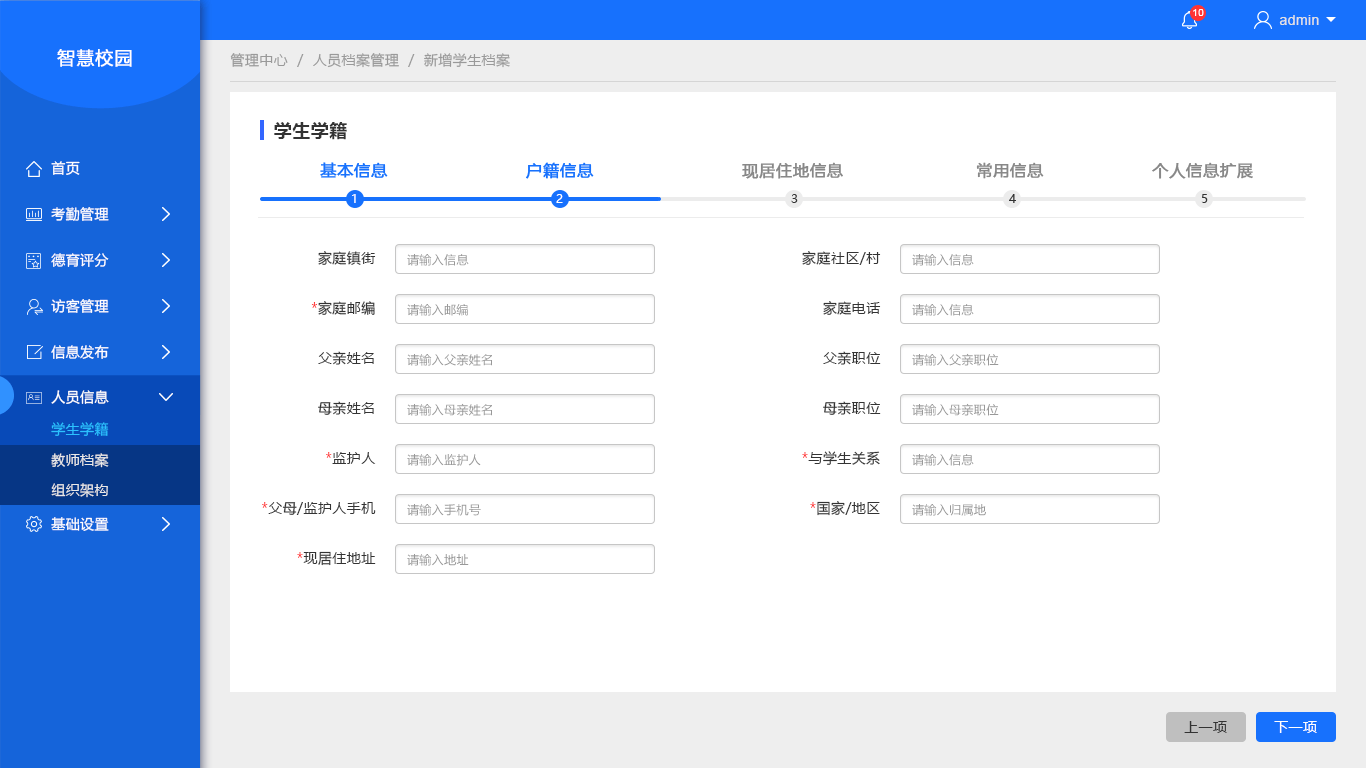 10
admin
智慧校园
管理中心 / 人员档案管理 / 新增学生档案
首页
考勤管理
德育评分
访客管理
信息发布
人员信息
学生学籍
教师档案
组织架构
基础设置
学生学籍
基本信息 户籍信息 现居住地信息 常用信息 个人信息扩展
1 2 3 4 5
家庭镇街 请输入信息 家庭社区/村 请输入信息
*家庭邮编 请输入邮编 家庭电话 请输入信息
父亲姓名 请输入父亲姓名 父亲职位 请输入父亲职位
母亲姓名 请输入母亲姓名 母亲职位 请输入母亲职位
*监护人 请输入监护人 *与学生关系 请输入信息
*父母/监护人手机 请输入手机号 *国家/地区 请输入归属地
*现居住地址 请输入地址
上一项 下一项